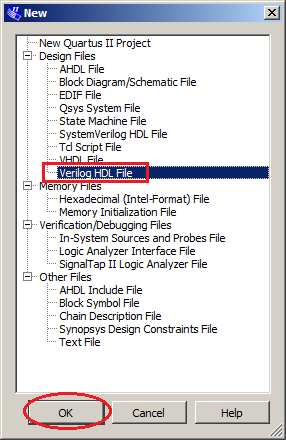 New
New Quartus II Project
Design Files
AHDL File
Block Diagram/Schematic File
EDIF File
Qsys System File
State Machine File
SystemVerilog HDL File
Tcl Script File
VHDL File
Verilog HDL File
Memory Files
Hexadecimal (Intel-Format) File
Memory Initialization File
Verification/Debugging Files
In-System Sources and Probes File
Logic Analyzer Interface File
SignalTap II Logic Analyzer File
Other Files
AHDL Include File
Block Symbol File
Chain Description File
Synopsys Design Constraints File
Text File
OK Cancel Help